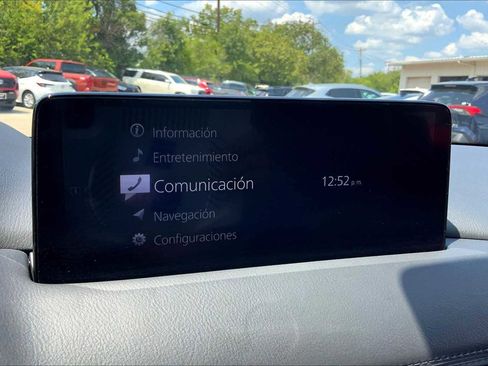 Información
Entretenimiento
Comunicación
12:52 p m
Navegación
Configuraciones